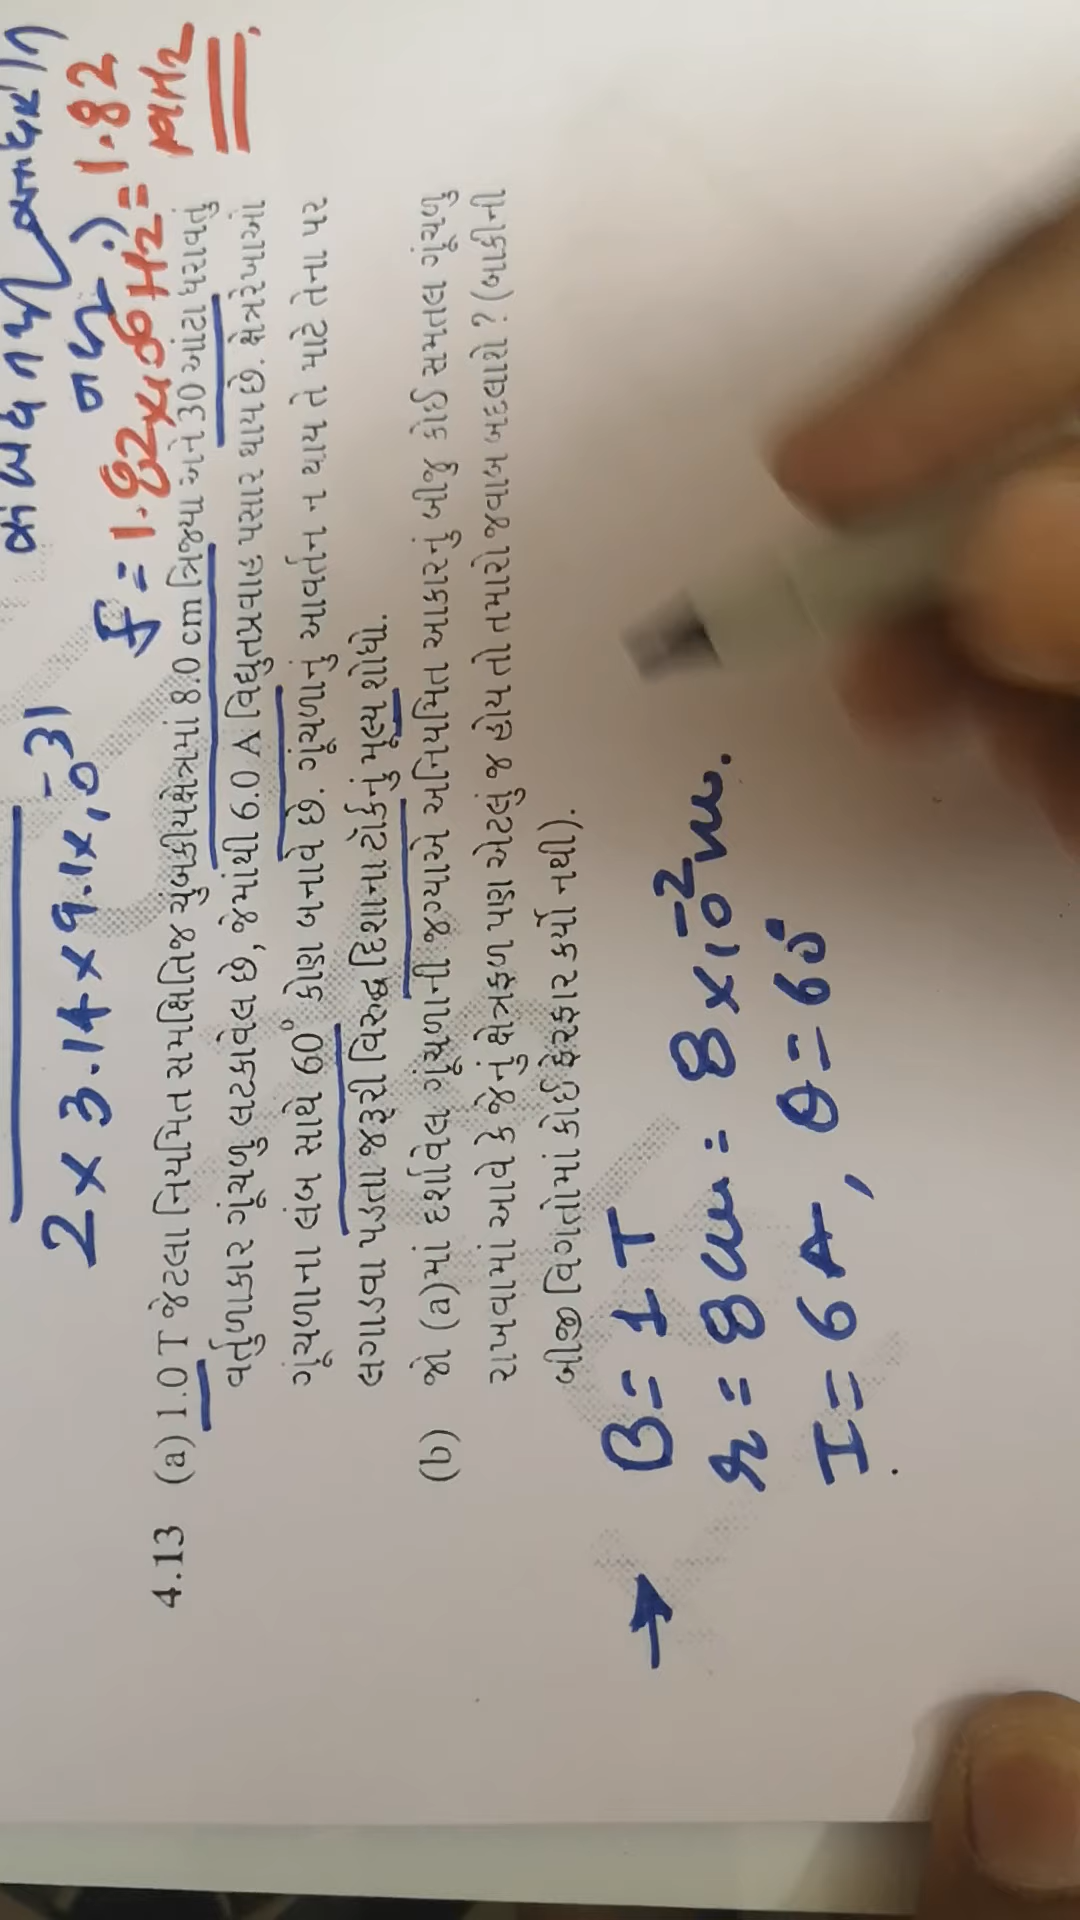 2 × 3.14 × 9.1 × 10-31
f = 1.82 × 106 Hz = 1.82
MHz
4.13 (a) 1.0 T જેટલા નિયમિત સમક્ષિતિજ ચુંબકીયક્ષેત્રમાં 8.0 cm ત્રિજ્યા અને 30 આંટા ધરાવતું
વર્તુળાકાર ગૂંચળુ લટકાવેલ છે, જેમાંથી 6.0 A વિદ્યુતપ્રવાહ પસાર થાય છે. ક્ષેત્રરેખાઓ
ગૂંચળાના લંબ સાથે 60° કોણ બનાવે છે. ગૂંચળાનું આવર્તન ન થાય તે માટે તેના પર
લગાડવા પડતા જરૂરી વિરુદ્ધ દિશાના ટોર્કનું મુલ્ય શોધો.
(b) જો (a)માં દર્શાવેલ ગૂંચળાની જગ્યાએ અનિયમિત આકારનું બીજુ કોઈ સમતલ ગૂંચળુ
રાખવામાં આવે કે જેનું ક્ષેત્રફળ પણ એટલું જ હોય તો તમારો જવાબ બદલાશે ? (બાકીની
બીજી વિગતોમાં કોઈ ફેરફાર કર્યો નથી).
→ B = 1 T
r = 8 cm = 8 × 10-2 m.
I = 6 A, θ = 60°